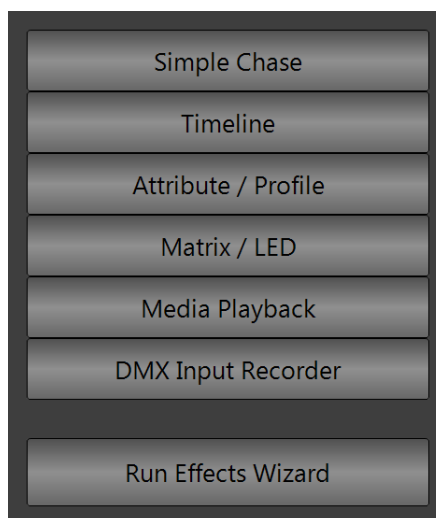 Simple Chase
Timeline
Attribute / Profile
Matrix / LED
Media Playback
DMX Input Recorder
Run Effects Wizard